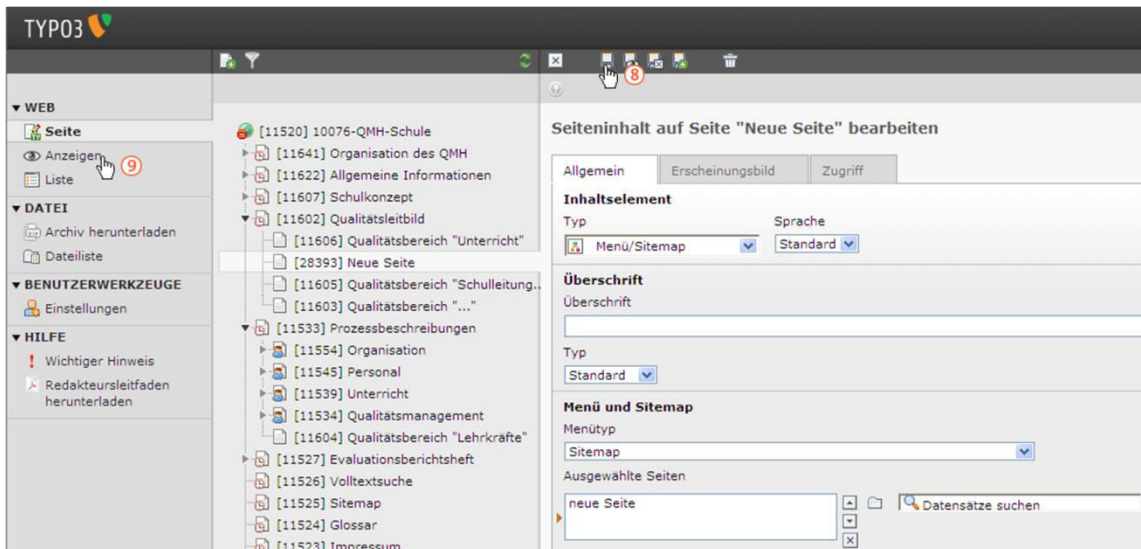 TYPO3
8
WEB
Seite
Anzeigen
9
Liste
DATEI
Archiv herunterladen
Dateiliste
BENUTZERWERKZEUGE
Einstellungen
HILFE
Wichtiger Hinweis
Redakteursleitfaden
herunterladen
[11520] 10076-QMH-Schule
[11641] Organisation des QMH
[11622] Allgemeine Informationen
[11607] Schulkonzept
[11602] Qualitätsleitbild
[11606] Qualitätsbereich "Unterricht"
[28393] Neue Seite
[11605] Qualitätsbereich "Schulleitung..
[11603] Qualitätsbereich "..."
[11533] Prozessbeschreibungen
[11554] Organisation
[11545] Personal
[11539] Unterricht
[11534] Qualitätsmanagement
[11604] Qualitätsbereich "Lehrkräfte"
[11527] Evaluationsberichtsheft
[11526] Volltextsuche
[11525] Sitemap
[11524] Glossar
[11523] Impressum
Seiteninhalt auf Seite "Neue Seite" bearbeiten
Allgemein Erscheinungsbild Zugriff
Inhaltselement
Typ Sprache
Menü/Sitemap Standard
Überschrift
Überschrift
Typ
Standard
Menü und Sitemap
Menütyp
Sitemap
Ausgewählte Seiten
neue Seite Datensätze suchen